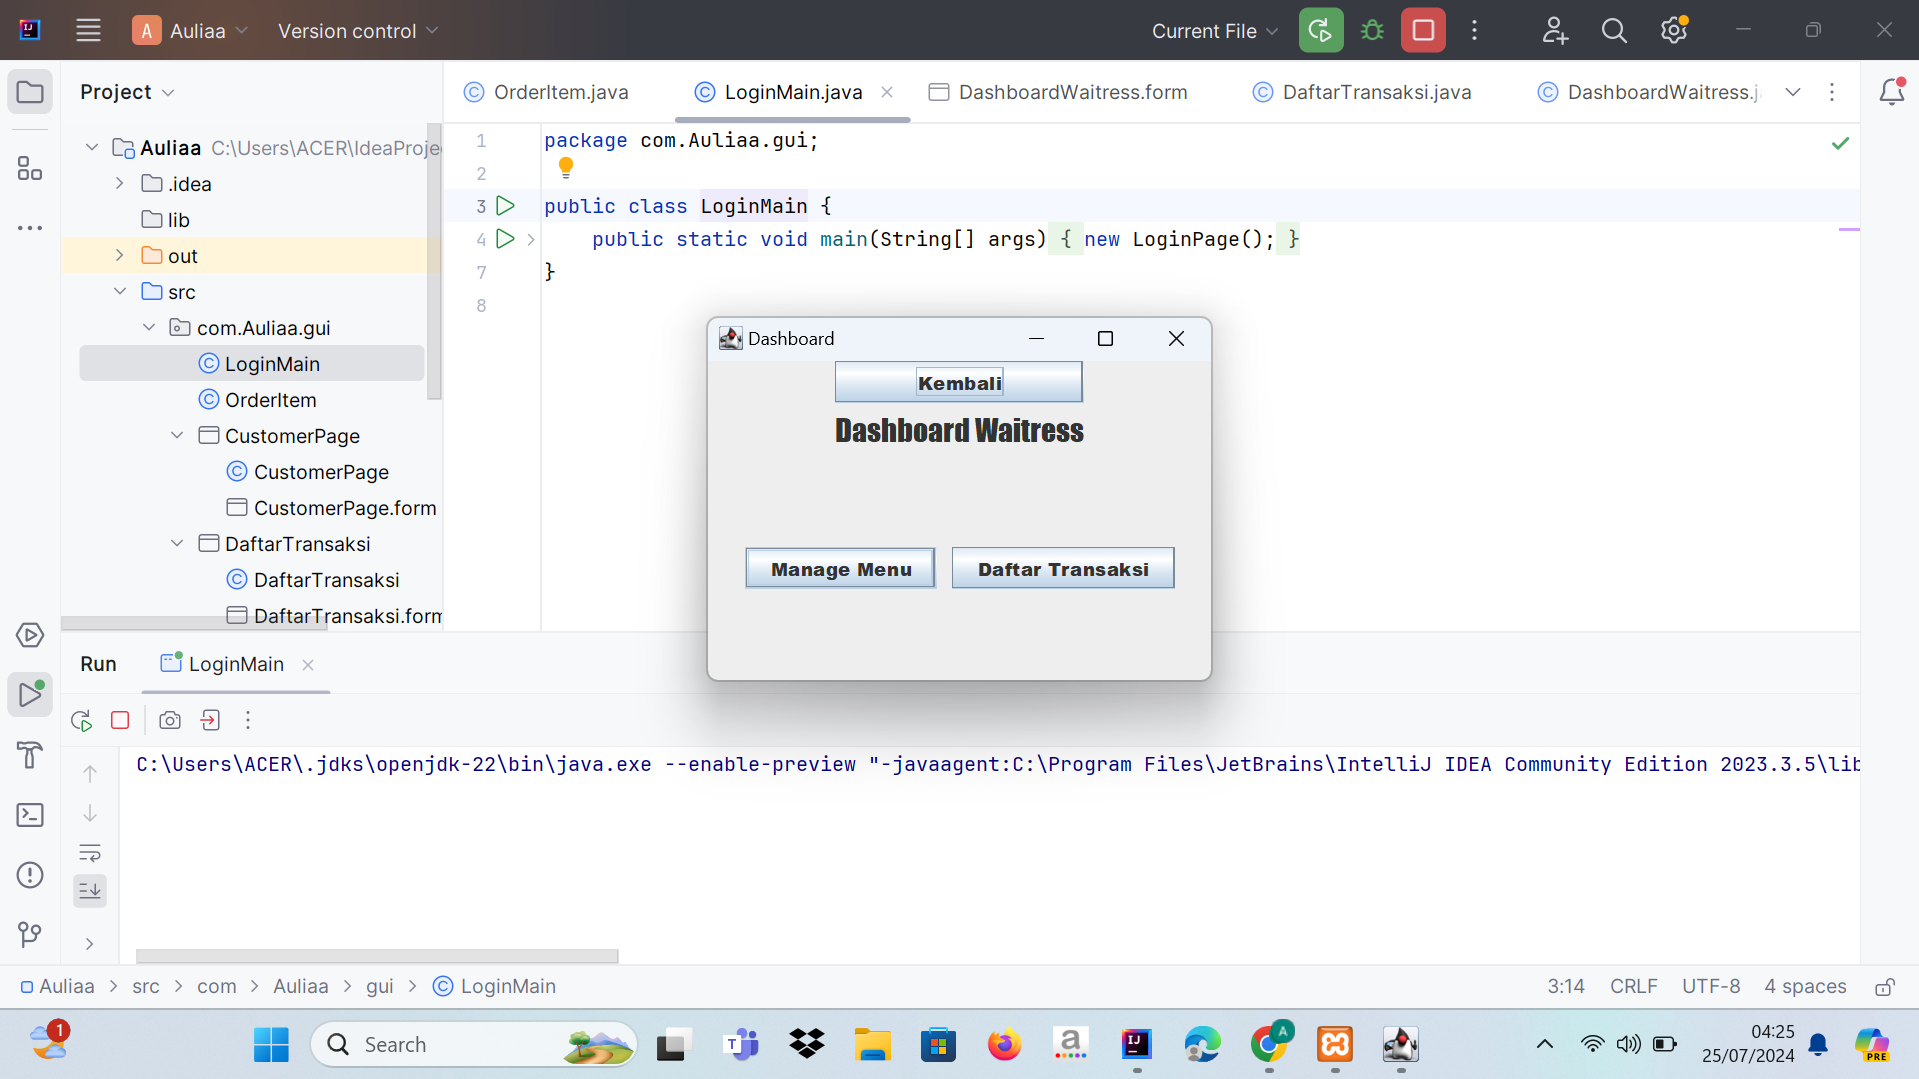 A Auliaa Version control Current File
Project
OrderItem.java LoginMain.java DashboardWaitress.form DaftarTransaksi.java DashboardWaitress.j
Auliaa C:\Users\ACER\IdeaProje
.idea
lib
out
src
com.Auliaa.gui
LoginMain
OrderItem
CustomerPage
CustomerPage
CustomerPage.form
DaftarTransaksi
DaftarTransaksi
DaftarTransaksi.form
1 package com.Auliaa.gui;
2
3 public class LoginMain {
4 public static void main(String[] args) { new LoginPage(); }
7 }
8
Dashboard
Kembali
Dashboard Waitress
Manage Menu Daftar Transaksi
Run LoginMain
C:\Users\ACER\.jdks\openjdk-22\bin\java.exe --enable-preview "-javaagent:C:\Program Files\JetBrains\IntelliJ IDEA Community Edition 2023.3.5\lib
Auliaa > src > com > Auliaa > gui > LoginMain 3:14 CRLF UTF-8 4 spaces
1 Search 04:25
25/07/2024
PRE